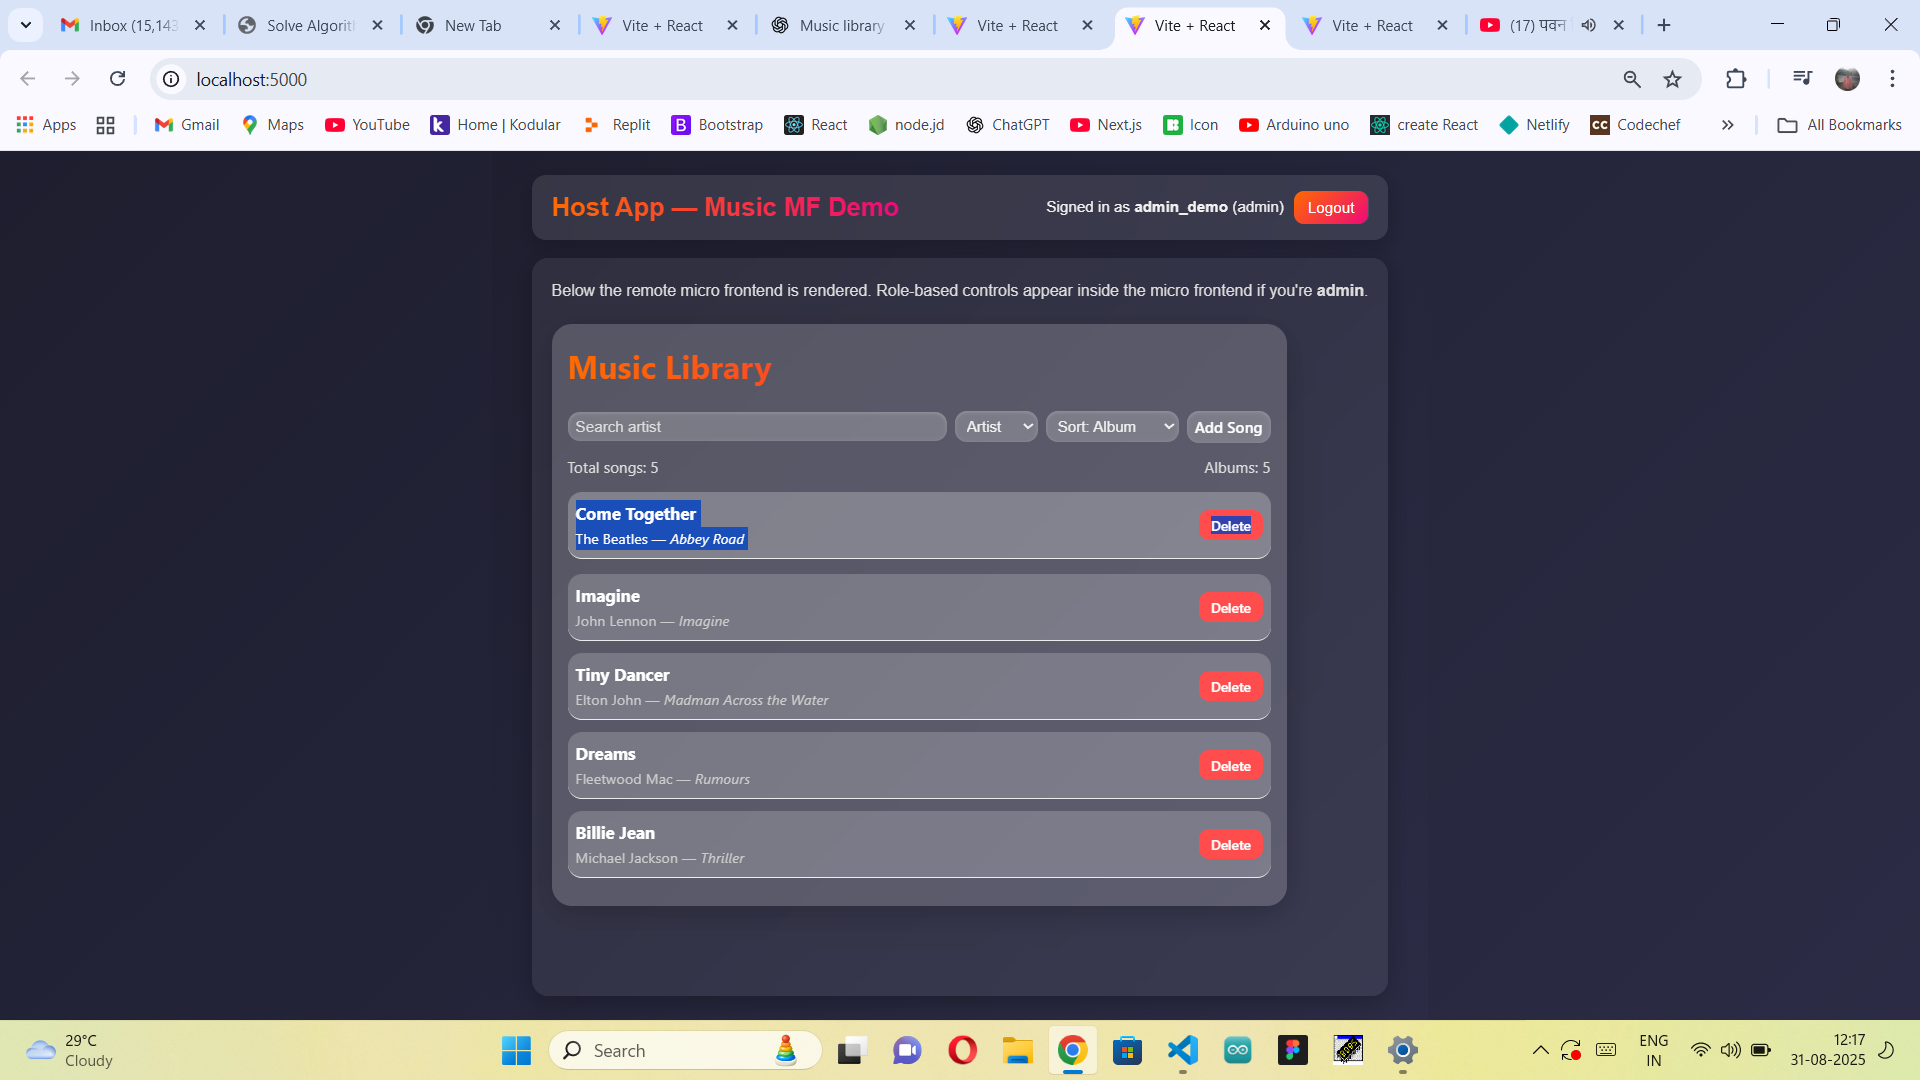 Inbox (15,143
Solve Algorit
New Tab
Vite + React
Music library
Vite + React
Vite + React
Vite + React
(17) पवन
localhost:5000
Apps
Gmail
Maps
YouTube
Home | Kodular
Replit
Bootstrap
React
node.jd
ChatGPT
Next.js
Icon
Arduino uno
create React
Netlify
Codechef
All Bookmarks
Host App — Music MF Demo
Signed in as admin_demo (admin)
Logout
Below the remote micro frontend is rendered. Role-based controls appear inside the micro frontend if you're admin.
Music Library
Search artist
Artist
Sort: Album
Add Song
Total songs: 5
Albums: 5
Come Together
The Beatles — Abbey Road
Delete
Imagine
John Lennon — Imagine
Delete
Tiny Dancer
Elton John — Madman Across the Water
Delete
Dreams
Fleetwood Mac — Rumours
Delete
Billie Jean
Michael Jackson — Thriller
Delete
29°C
Cloudy
Search
ENG
IN
12:17
31-08-2025